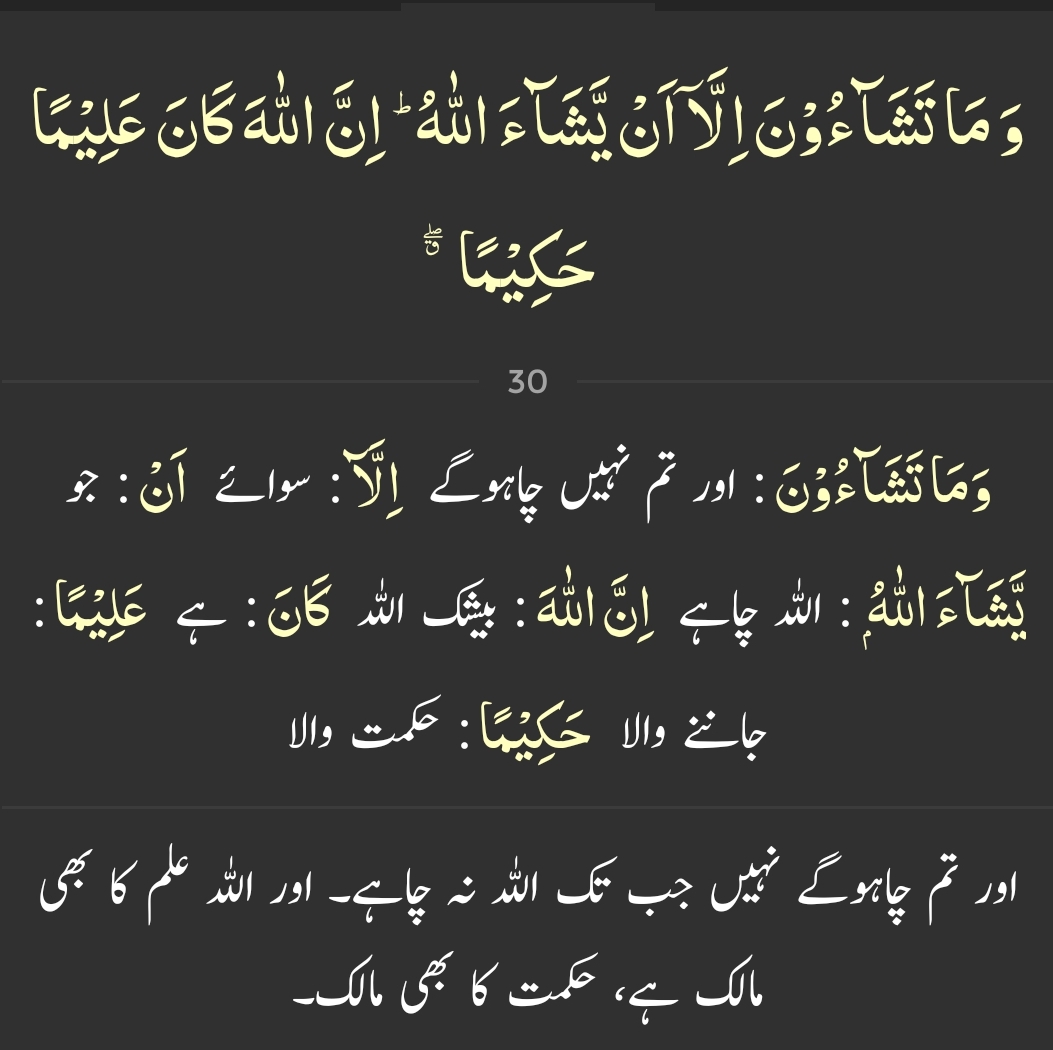 وَ مَا تَشَآءُوْنَ اِلَّاۤ اَنْ يَّشَآءَ اللّٰهُ ؕ اِنَّ اللّٰهَ كَانَ عَلِيْمًا
حَكِيْمًا ۗۖ
30
وَمَا تَشَآءُوْنَ : اور تم نہیں چاہوگے اِلَّآ : سوائے اَنْ : جو
يَّشَآءَ اللّٰهُ ۭ : اللہ چاہے اِنَّ اللّٰهَ : بیشک اللہ كَانَ : ہے عَلِيْمًا :
جاننے والا حَكِيْمًا : حکمت والا
اور تم چاہوگے نہیں جب تک اللہ نہ چاہے۔ اور اللہ علم کا بھی
مالک ہے، حکمت کا بھی مالک۔